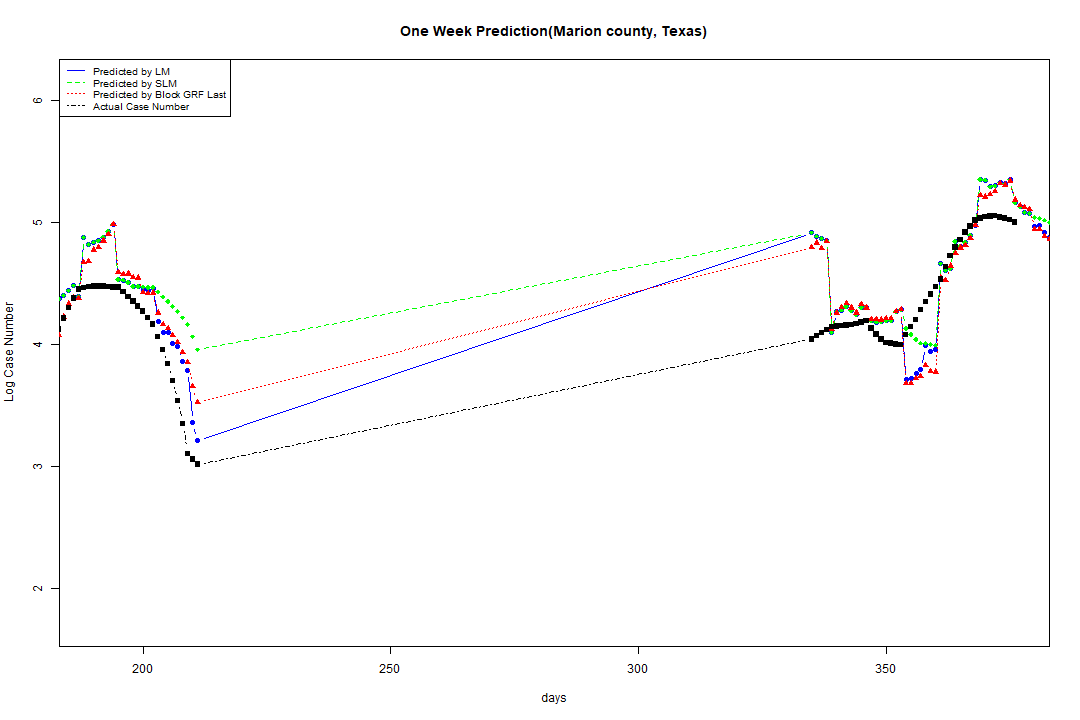 One Week Prediction(Marion county, Texas)
Predicted by LM
Predicted by SLM
Predicted by Block GRF Last
Actual Case Number
6
5
4
3
2
Log Case Number
200
250
300
350
days